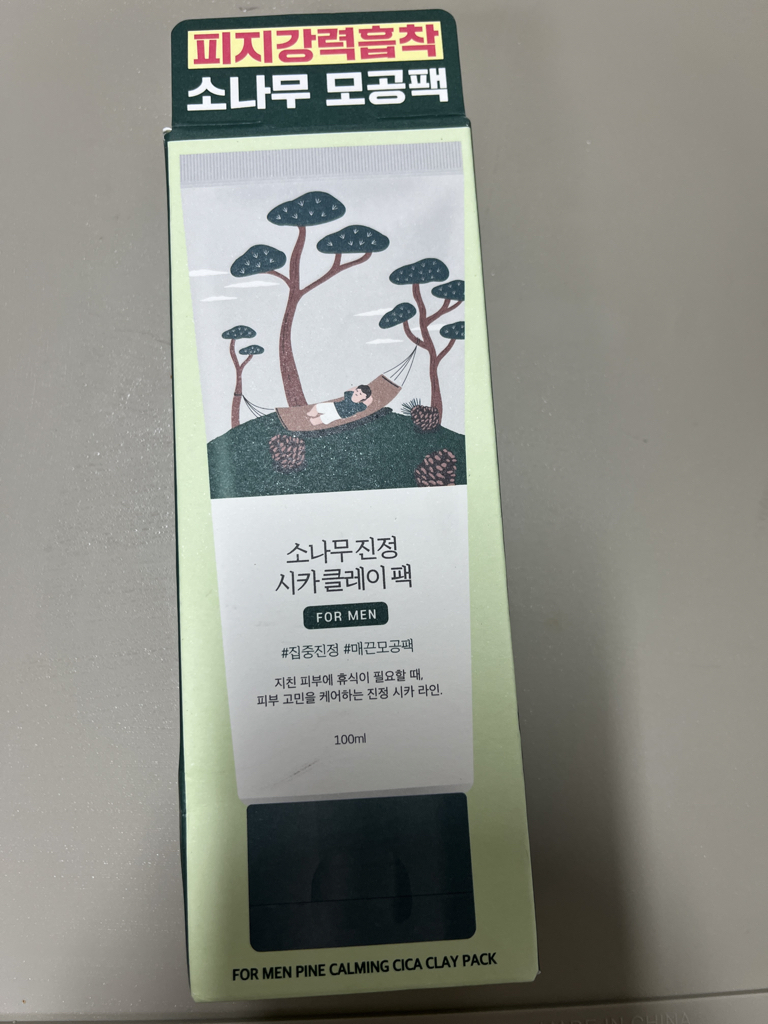 피지강력흡착
소나무 모공팩
소나무 진정
시카 클레이 팩
FOR MEN
#집중진정 #매끈모공팩
지친 피부에 휴식이 필요할 때,
피부 고민을 케어하는 진정 시카 라인.
100ml
FOR MEN PINE CALMING CICA CLAY PACK
MADE IN CHINA